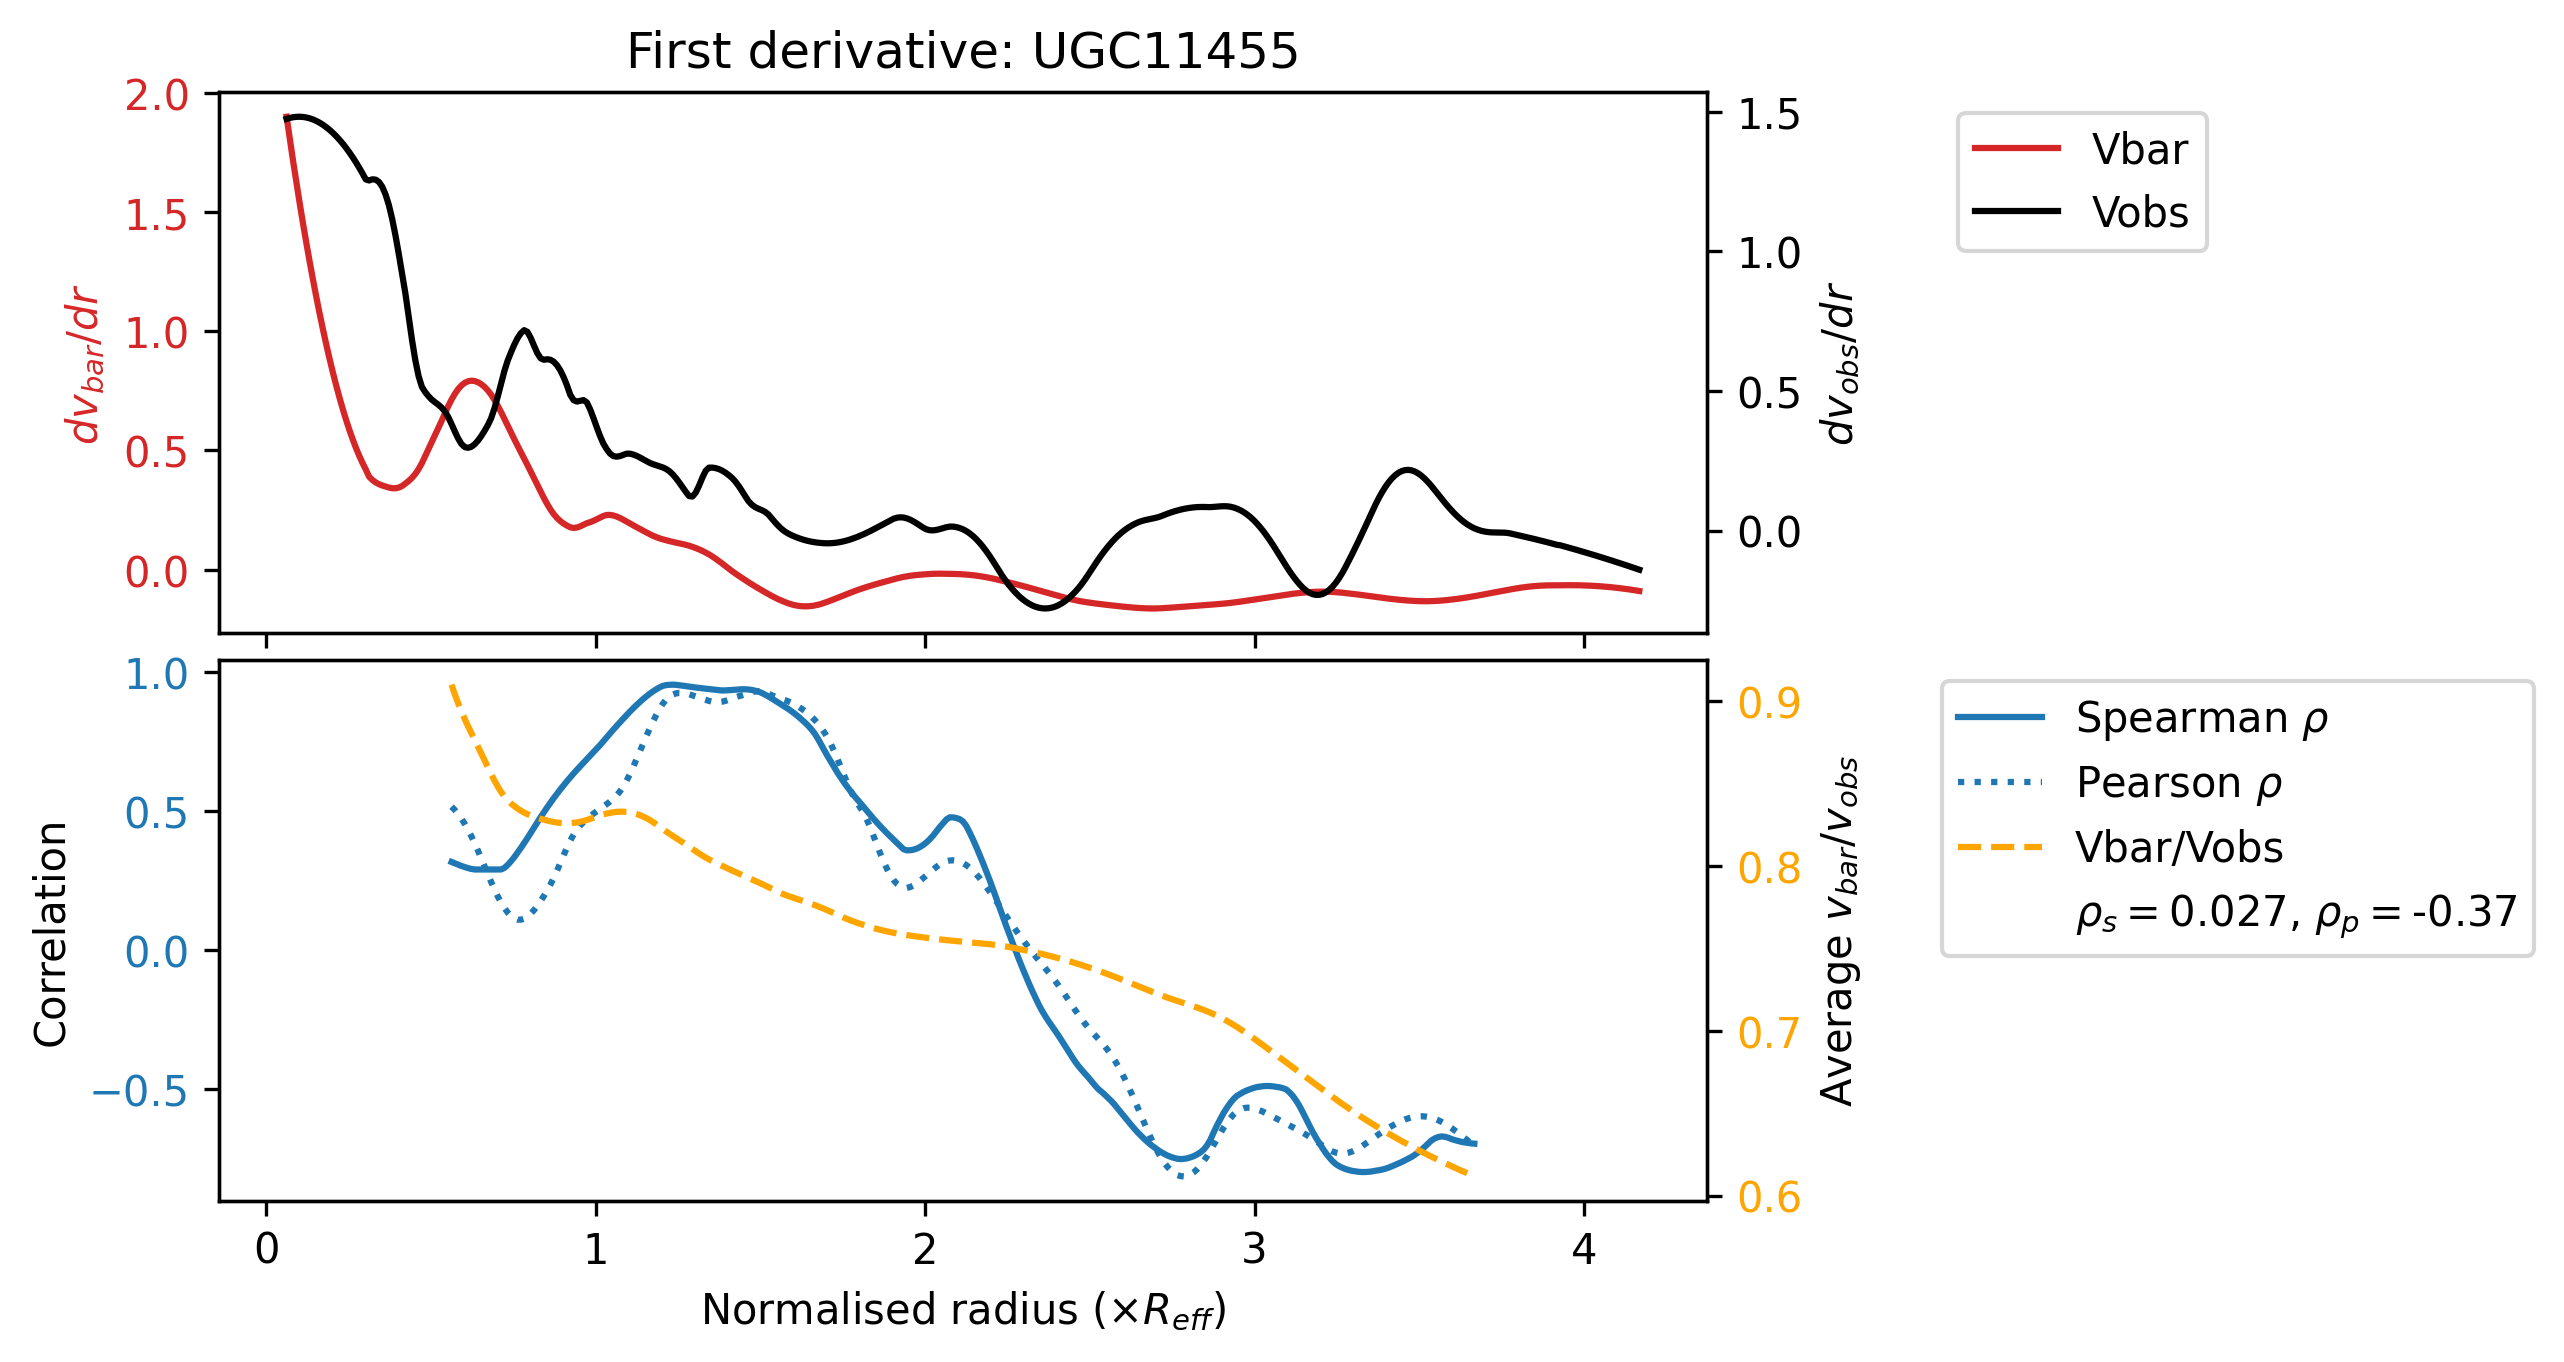 First derivative: UGC11455
2.0
1.5
1.0
0.5
0.0
dv_bar/dr
1.5
1.0
0.5
0.0
dv_obs/dr
Vbar
Vobs
1.0
0.5
0.0
−0.5
Correlation
0.9
0.8
0.7
0.6
Average v_bar/v_obs
Spearman ρ
Pearson ρ
Vbar/Vobs
ρ_s = 0.027, ρ_p = -0.37
0 1 2 3 4
Normalised radius (×R_eff)